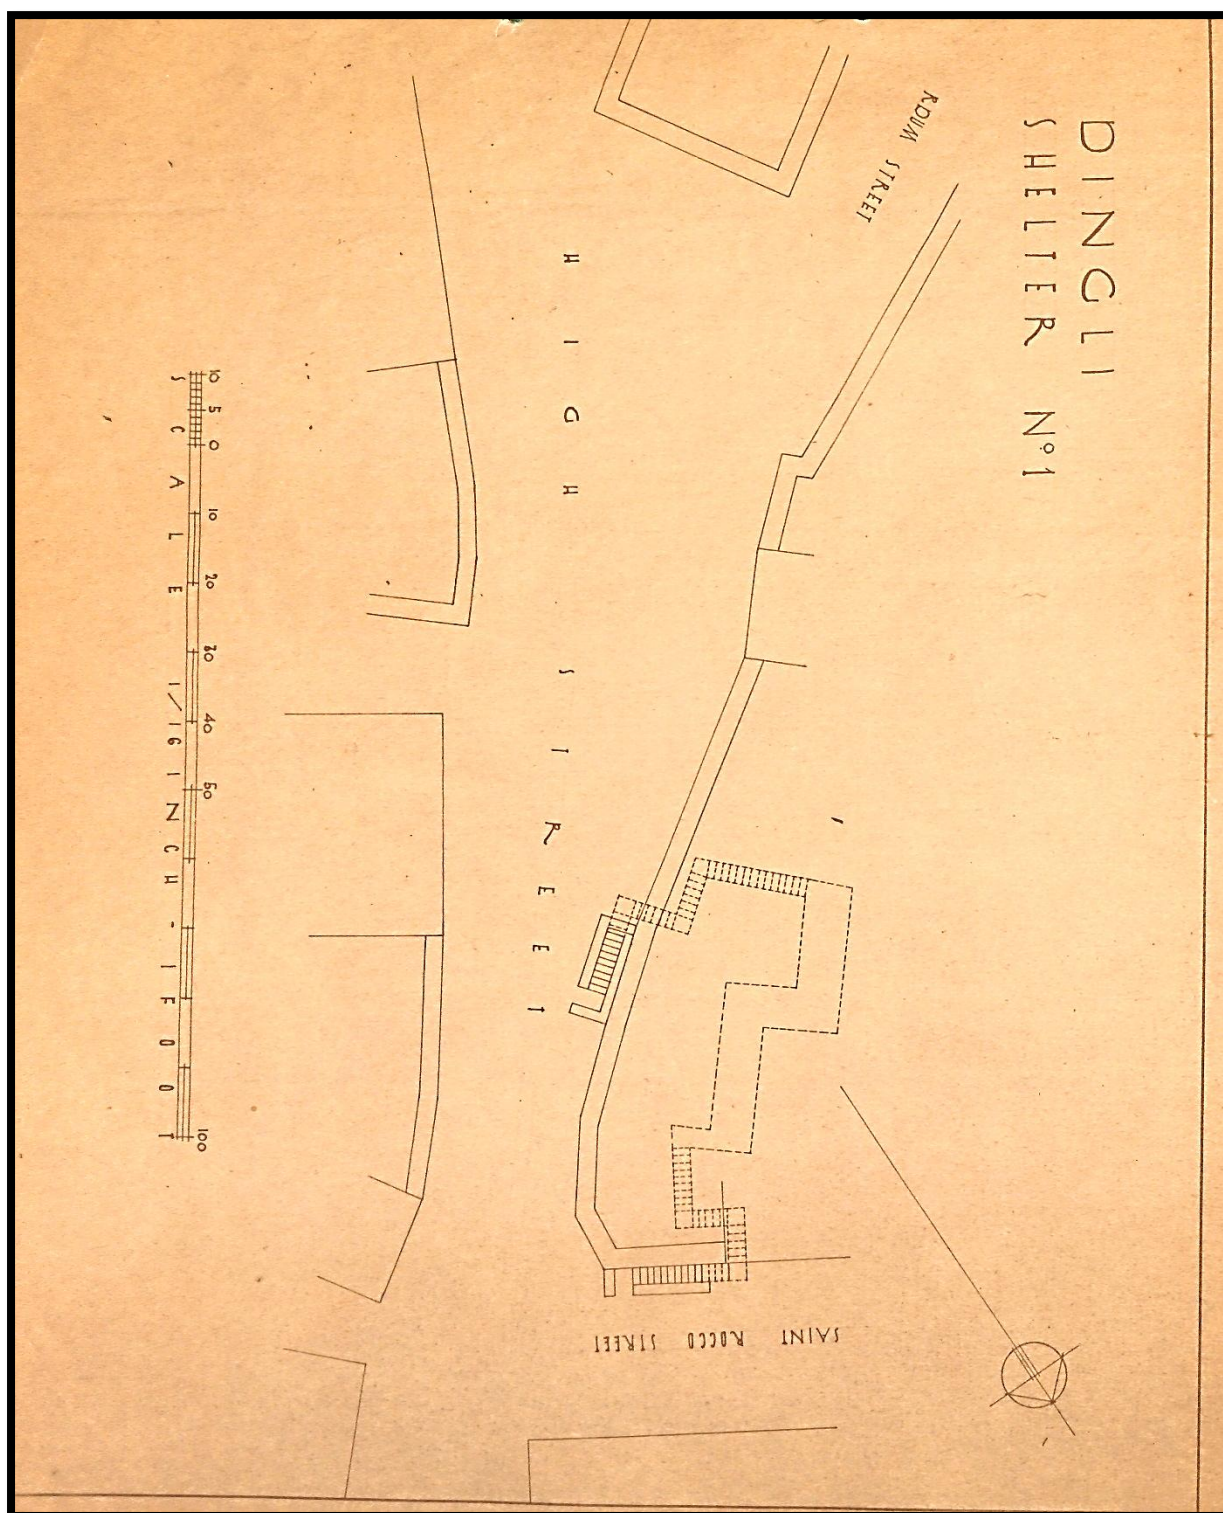 DINGLI
SHELTER Nº1
RDUM STREET
HIGH STREET
SAINT ROCCO STREET
10 5 0 10 20 30 40 50 100
SCALE 1/16 INCH - 1 FOOT